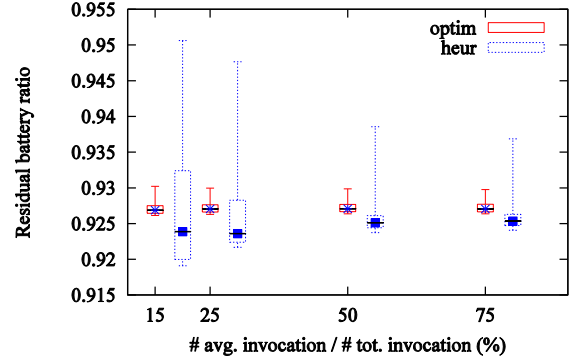 0.955
0.95
0.945
0.94
0.935
0.93
0.925
0.92
0.915
Residual battery ratio
optim
heur
15 25 50 75
# avg. invocation / # tot. invocation (%)